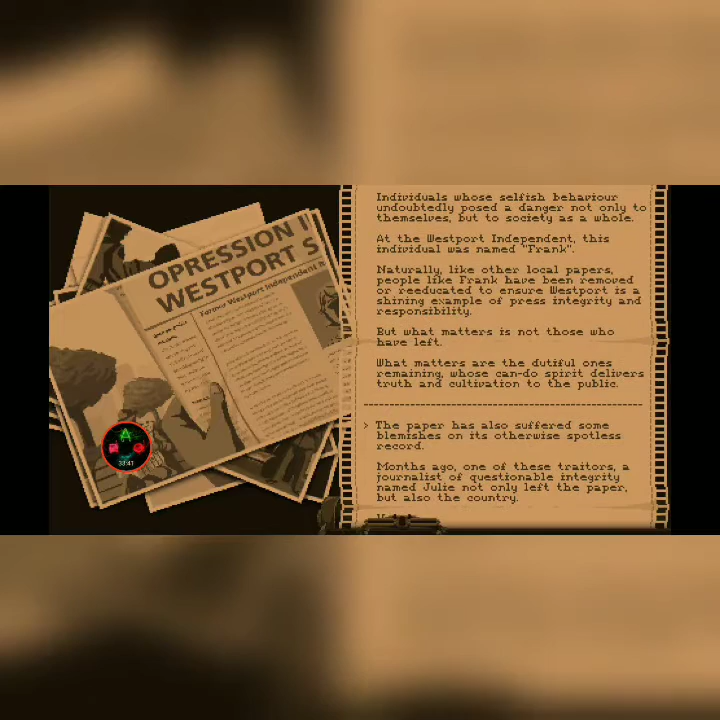 OPRESSION
WESTPORT S
Former Westport Independent
33:41
Individuals whose selfish behaviour
undoubtedly posed a danger not only to
themselves, but to society as a whole.
At the Westport Independent, this
individual was named "Frank".
Naturally, like other local papers,
people like Frank have been removed
or reeducated to ensure Westport is a
shining example of press integrity and
responsibility.
But what matters is not those who
have left.
What matters are the dutiful ones
remaining, whose can-do spirit delivers
truth and cultivation to the public.
> The paper has also suffered some
blemishes on its otherwise spotless
record.
Months ago, one of these traitors, a
journalist of questionable integrity
named Julie not only left the paper,
but also the country.